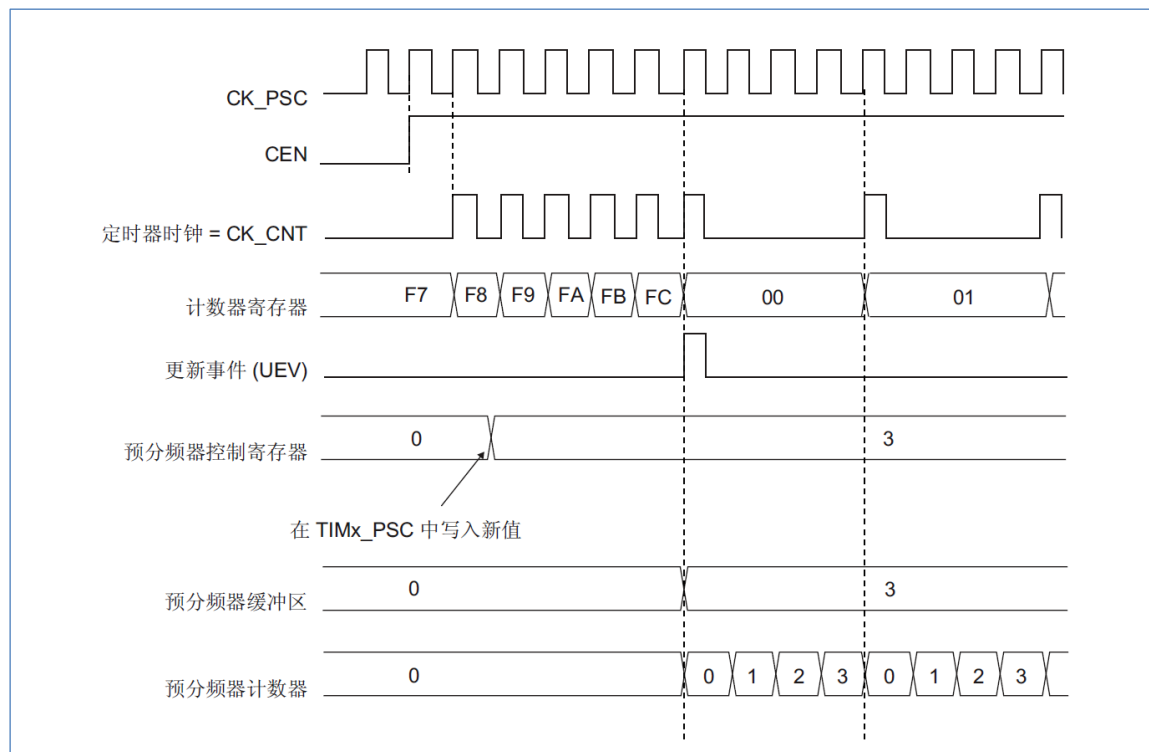 CK_PSC
CEN
定时器时钟 = CK_CNT
计数器寄存器 F7 F8 F9 FA FB FC 00 01
更新事件 (UEV)
预分频器控制寄存器 0 3
在 TIMx_PSC 中写入新值
预分频器缓冲区 0 3
预分频器计数器 0 0 1 2 3 0 1 2 3